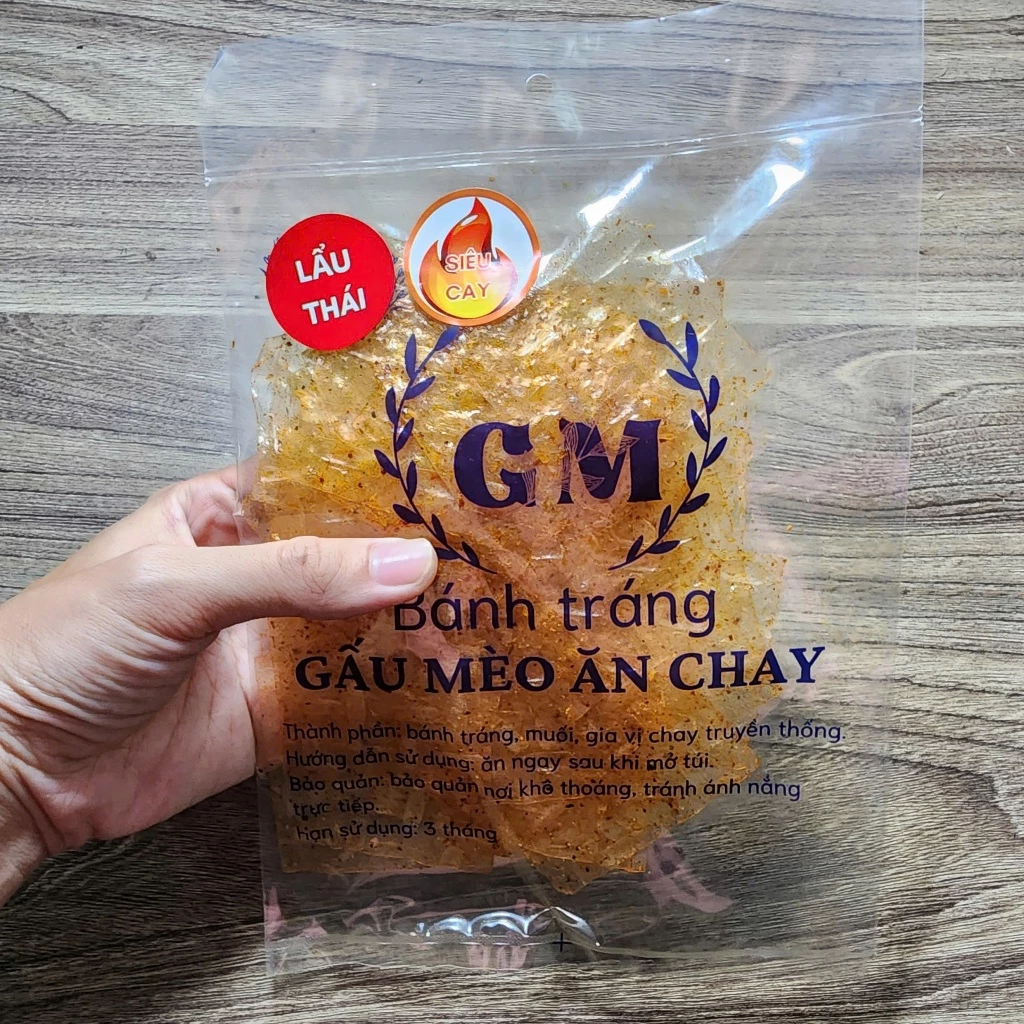 LẨU
THÁI
SIÊU
CAY
GM
Bánh tráng
GẤU MÈO ĂN CHAY
Thành phần: bánh tráng, muối, gia vị chay truyền thống.
Hướng dẫn sử dụng: ăn ngay sau khi mở túi.
Bảo quản: bảo quản nơi khô thoáng, tránh ánh nắng
trực tiếp.
Hạn sử dụng: 3 tháng